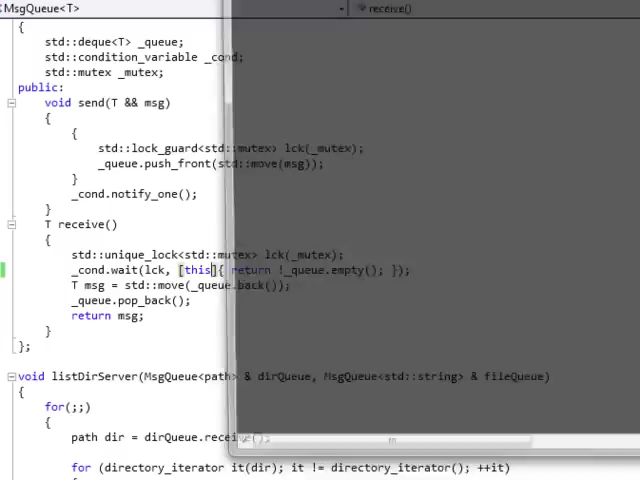 MsgQueue<T> receive()
{
std::deque<T> _queue;
std::condition_variable _cond;
std::mutex _mutex;
public:
void send(T && msg)
{
{
std::lock_guard<std::mutex> lck(_mutex);
_queue.push_front(std::move(msg));
}
_cond.notify_one();
}
T receive()
{
std::unique_lock<std::mutex> lck(_mutex);
_cond.wait(lck, [this]{ return !_queue.empty(); });
T msg = std::move(_queue.back());
_queue.pop_back();
return msg;
}
};
void listDirServer(MsgQueue<path> & dirQueue, MsgQueue<std::string> & fileQueue)
{
for(;;)
{
path dir = dirQueue.receive();
for (directory_iterator it(dir); it != directory_iterator(); ++it)